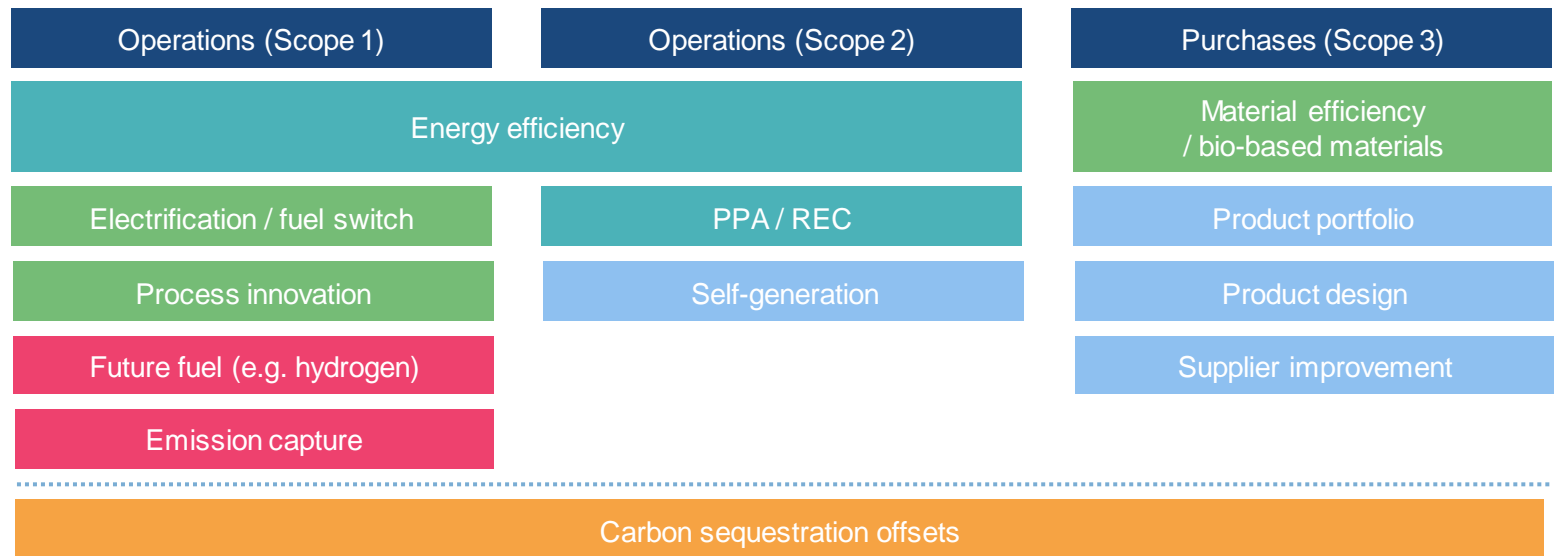 Operations (Scope 1)
Operations (Scope 2)
Purchases (Scope 3)
Energy efficiency
Material efficiency
/ bio-based materials
Electrification / fuel switch
PPA / REC
Product portfolio
Process innovation
Self-generation
Product design
Future fuel (e.g. hydrogen)
Supplier improvement
Emission capture
Carbon sequestration offsets